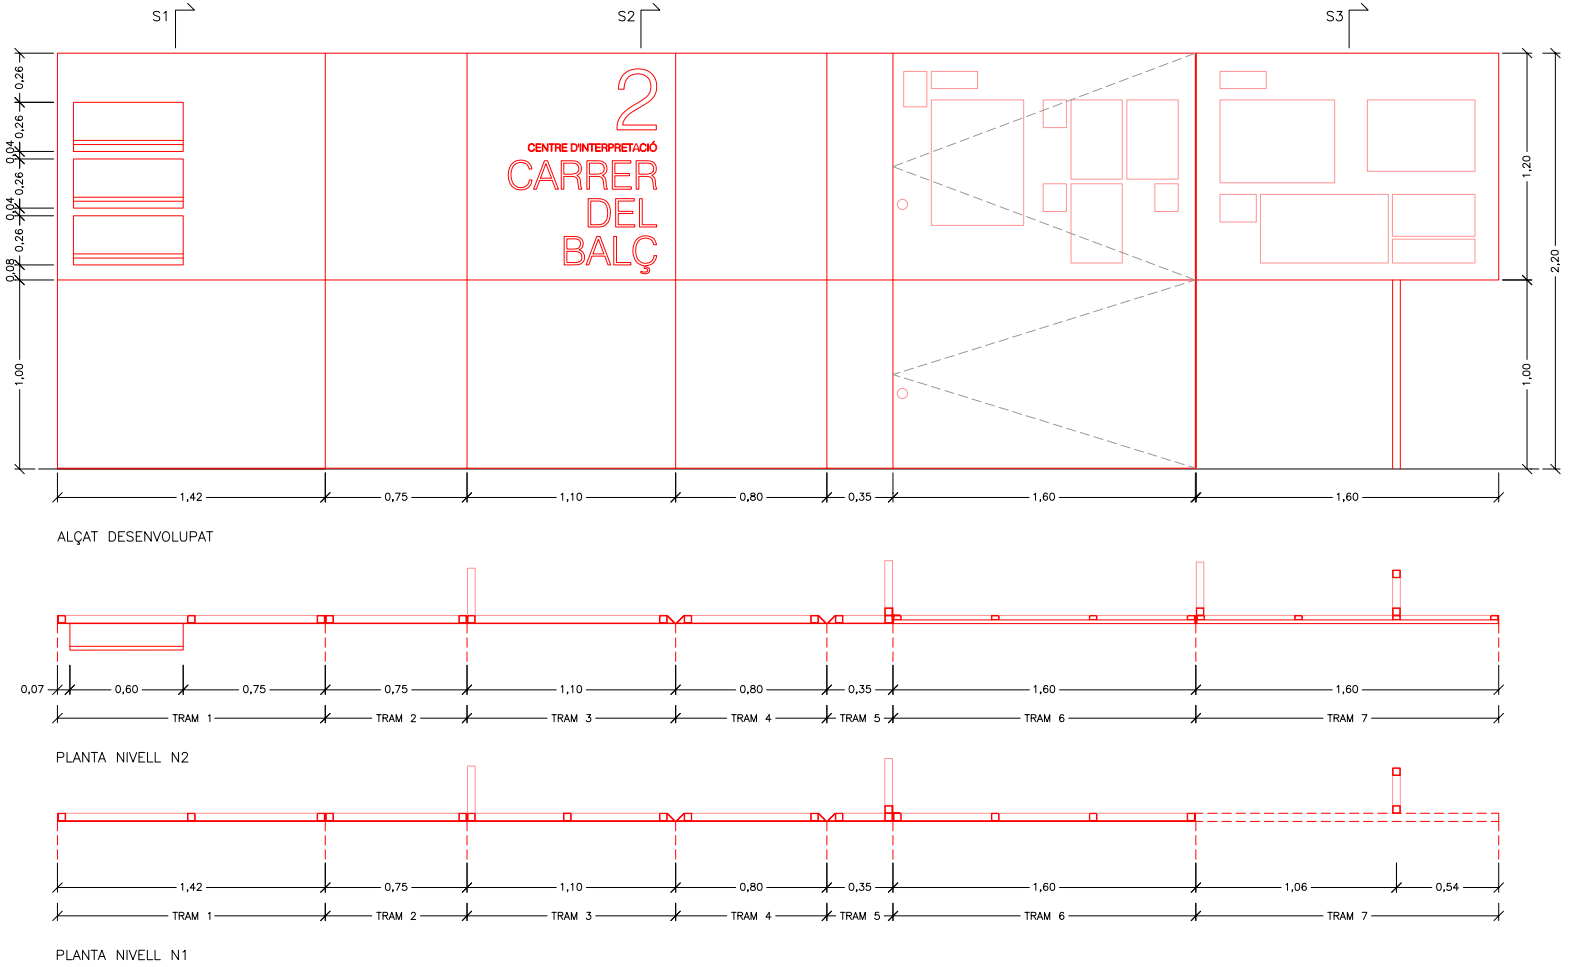 S1
S2
S3
0,26
0,26
0,04
0,26
0,04
0,26
0,08
1,00
2
CENTRE D'INTERPRETACIÓ
CARRER
DEL
BALÇ
1,20
1,00
2,20
1,42 0,75 1,10 0,80 0,35 1,60 1,60
ALÇAT DESENVOLUPAT
0,07 0,60 0,75 0,75 1,10 0,80 0,35 1,60 1,60
TRAM 1 TRAM 2 TRAM 3 TRAM 4 TRAM 5 TRAM 6 TRAM 7
PLANTA NIVELL N2
1,42 0,75 1,10 0,80 0,35 1,60 1,06 0,54
TRAM 1 TRAM 2 TRAM 3 TRAM 4 TRAM 5 TRAM 6 TRAM 7
PLANTA NIVELL N1